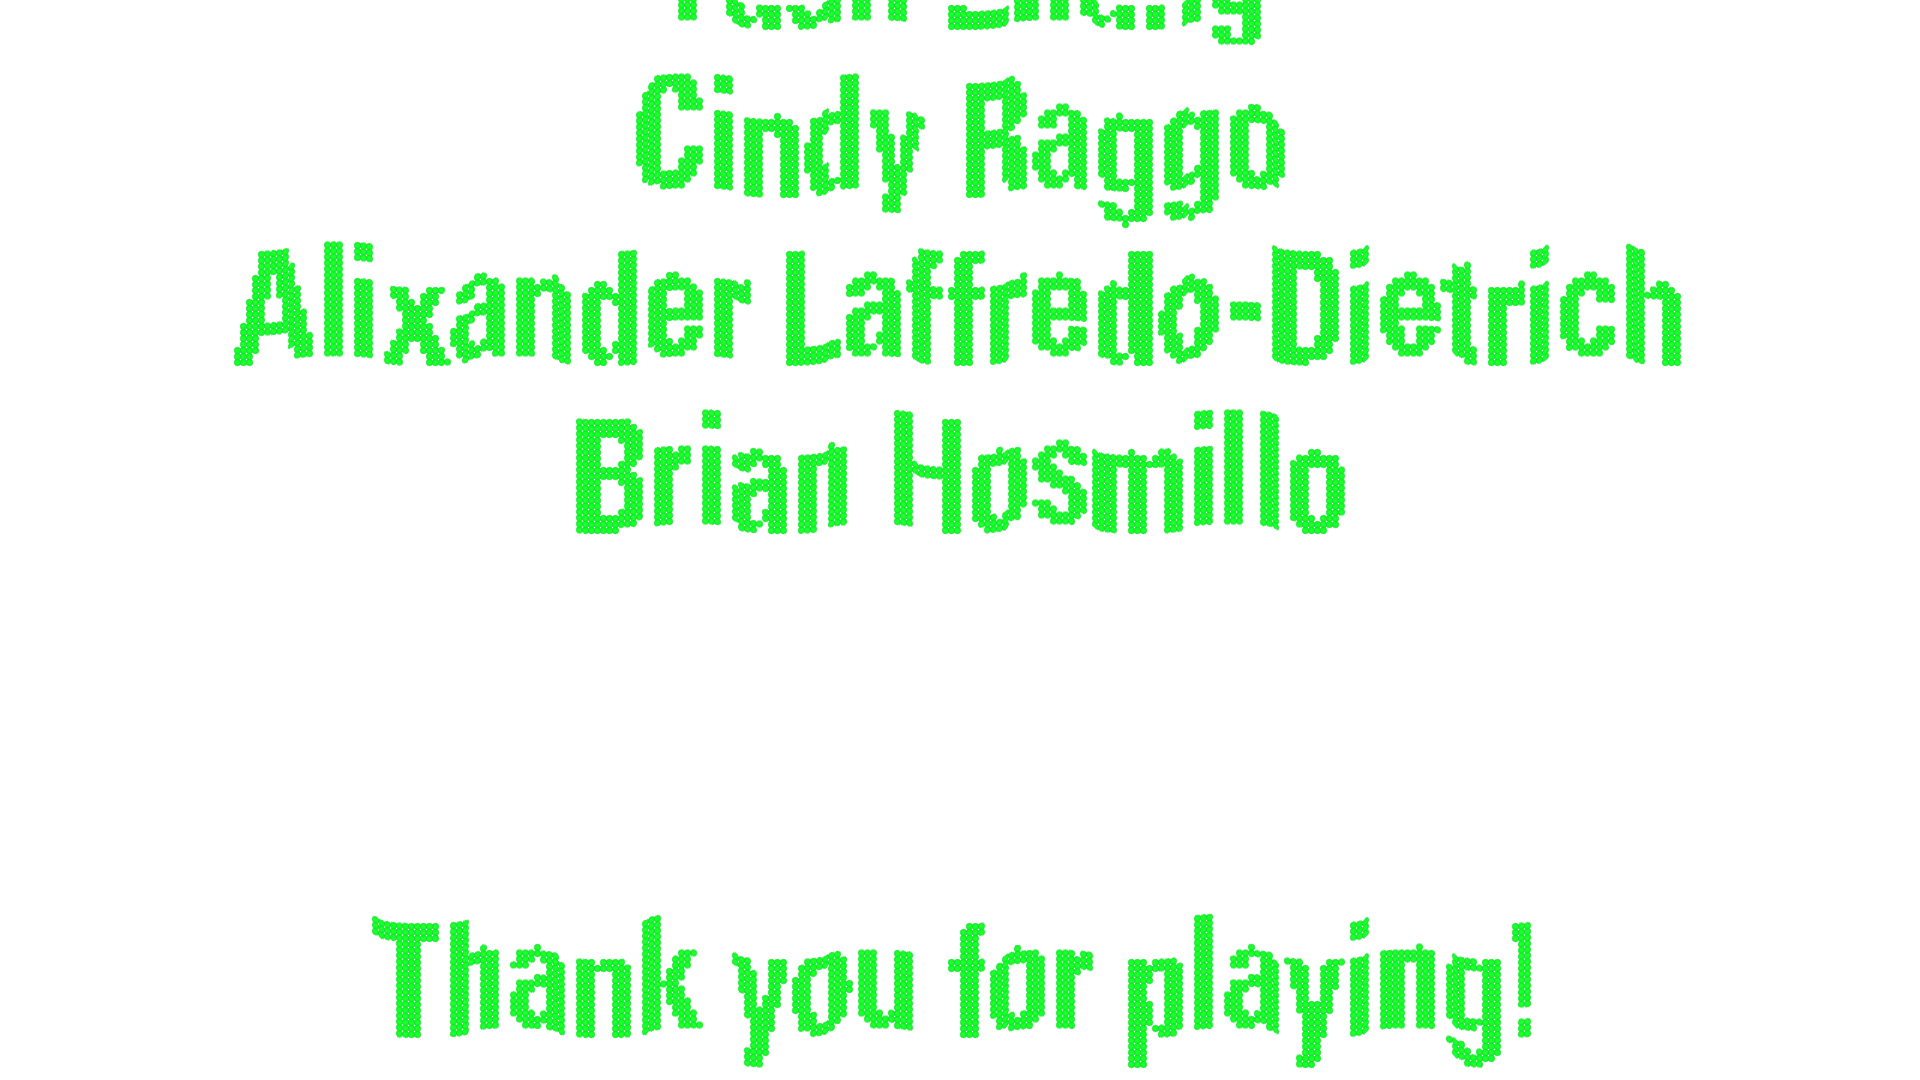 Cindy Raggo
Alixander Laffredo-Dietrich
Brian Hosmillo
Thank you for playing!